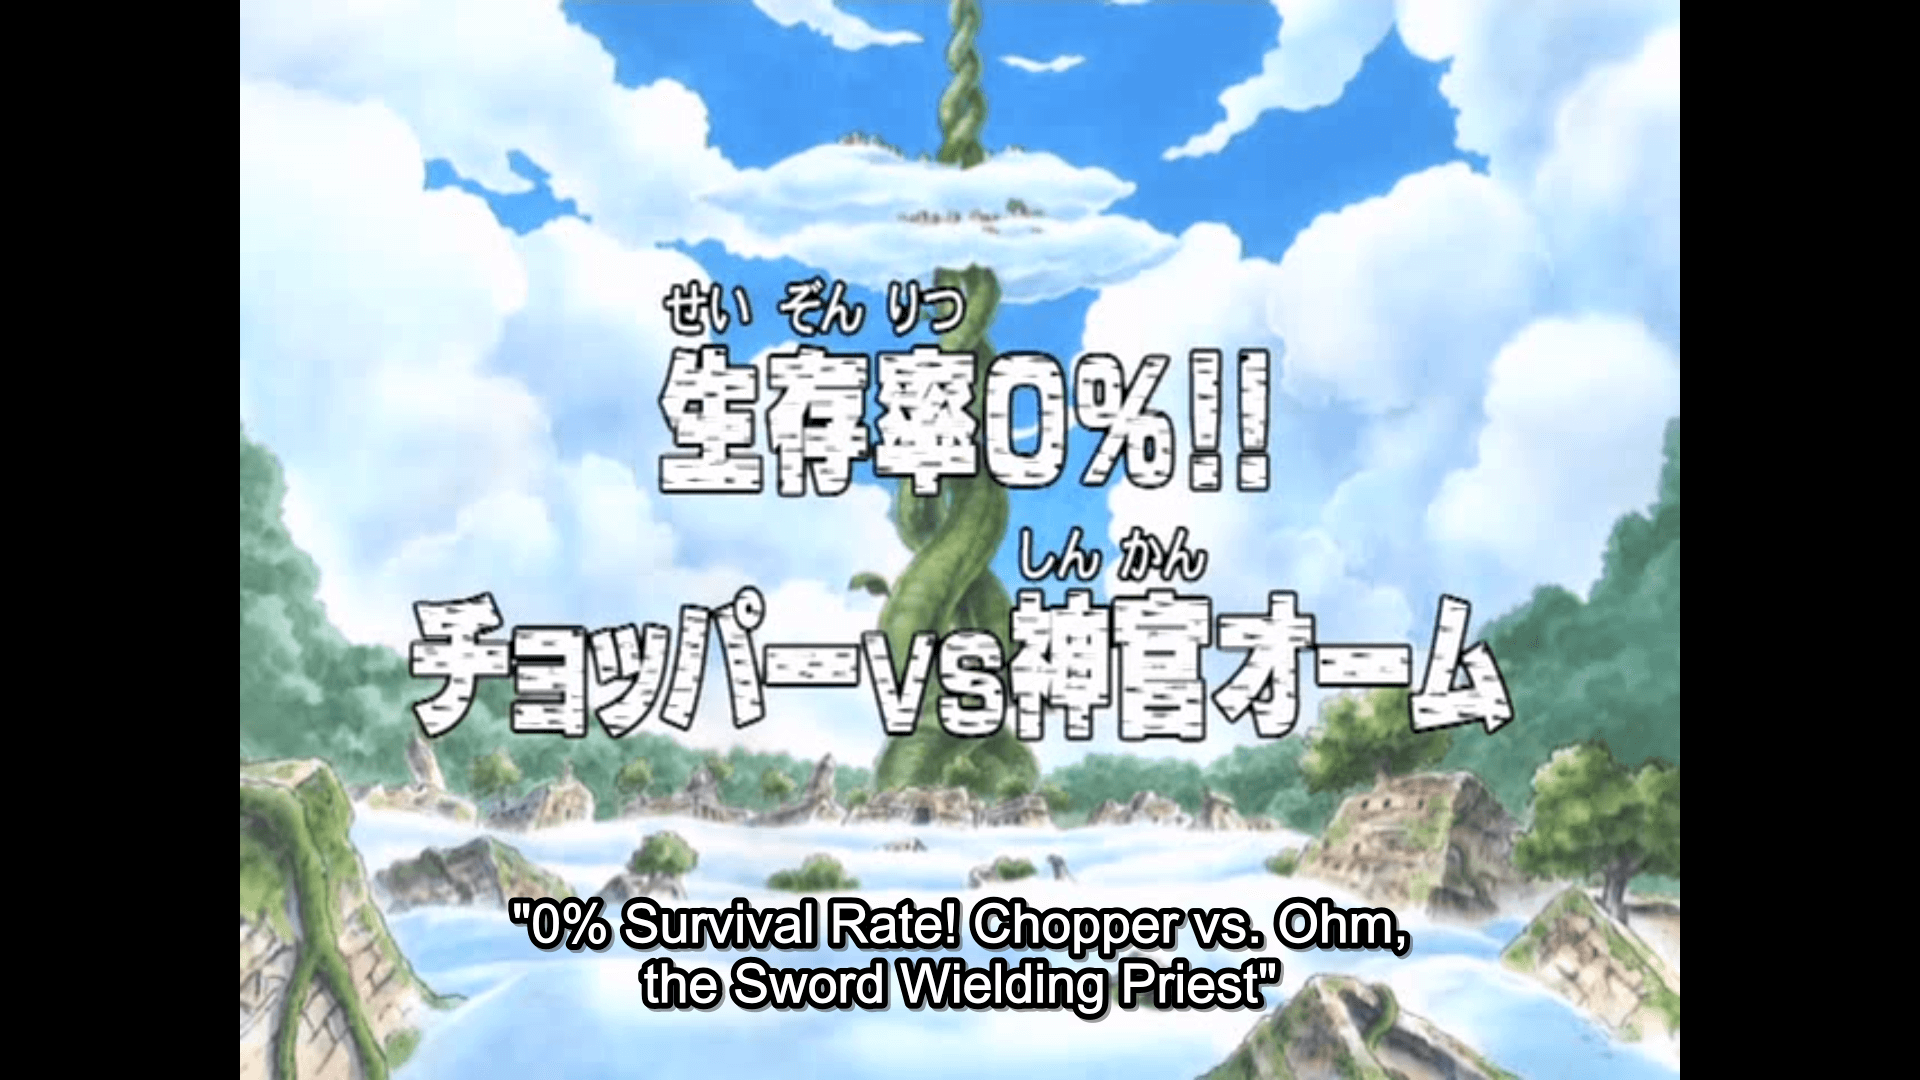 せいぞんりつ
生存率0%!!
しんかん
チョッパーvs神官オーム
"0% Survival Rate! Chopper vs. Ohm,
the Sword Wielding Priest"